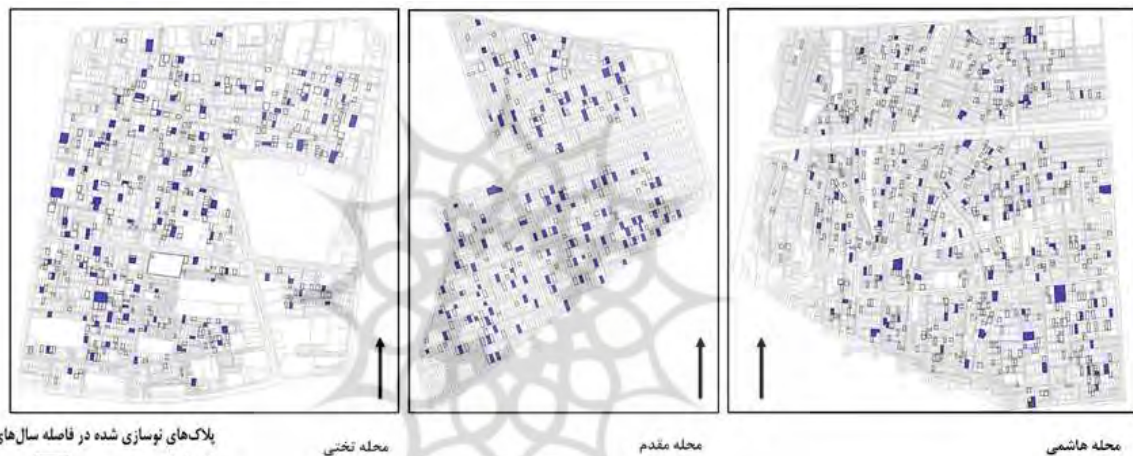 محله هاشمی
محله مقدم
محله تختی
پلاک‌های نوسازی شده در فاصله سال‌های